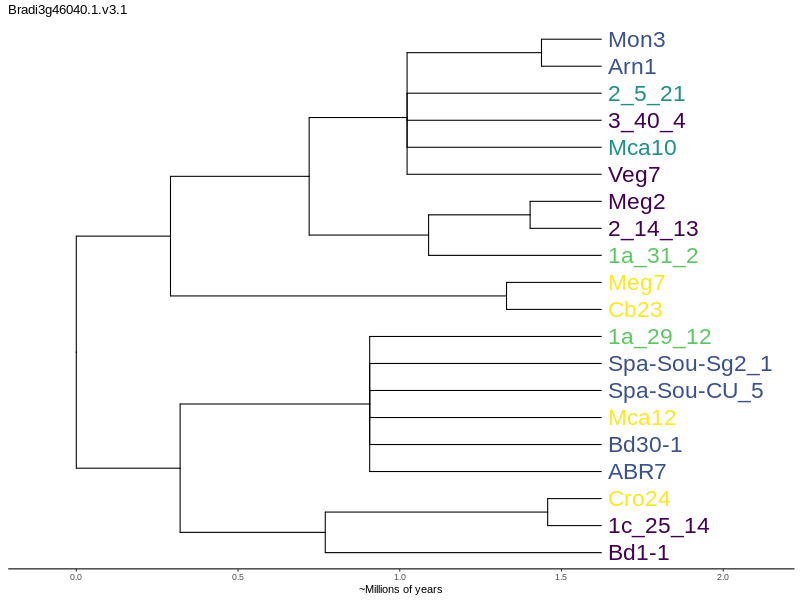 Bradi3g46040.1.v3.1
Mon3
Arn1
2_5_21
3_40_4
Mca10
Veg7
Meg2
2_14_13
1a_31_2
Meg7
Cb23
1a_29_12
Spa-Sou-Sg2_1
Spa-Sou-CU_5
Mca12
Bd30-1
ABR7
Cro24
1c_25_14
Bd1-1
0.0 0.5 1.0 1.5 2.0
~Millions of years